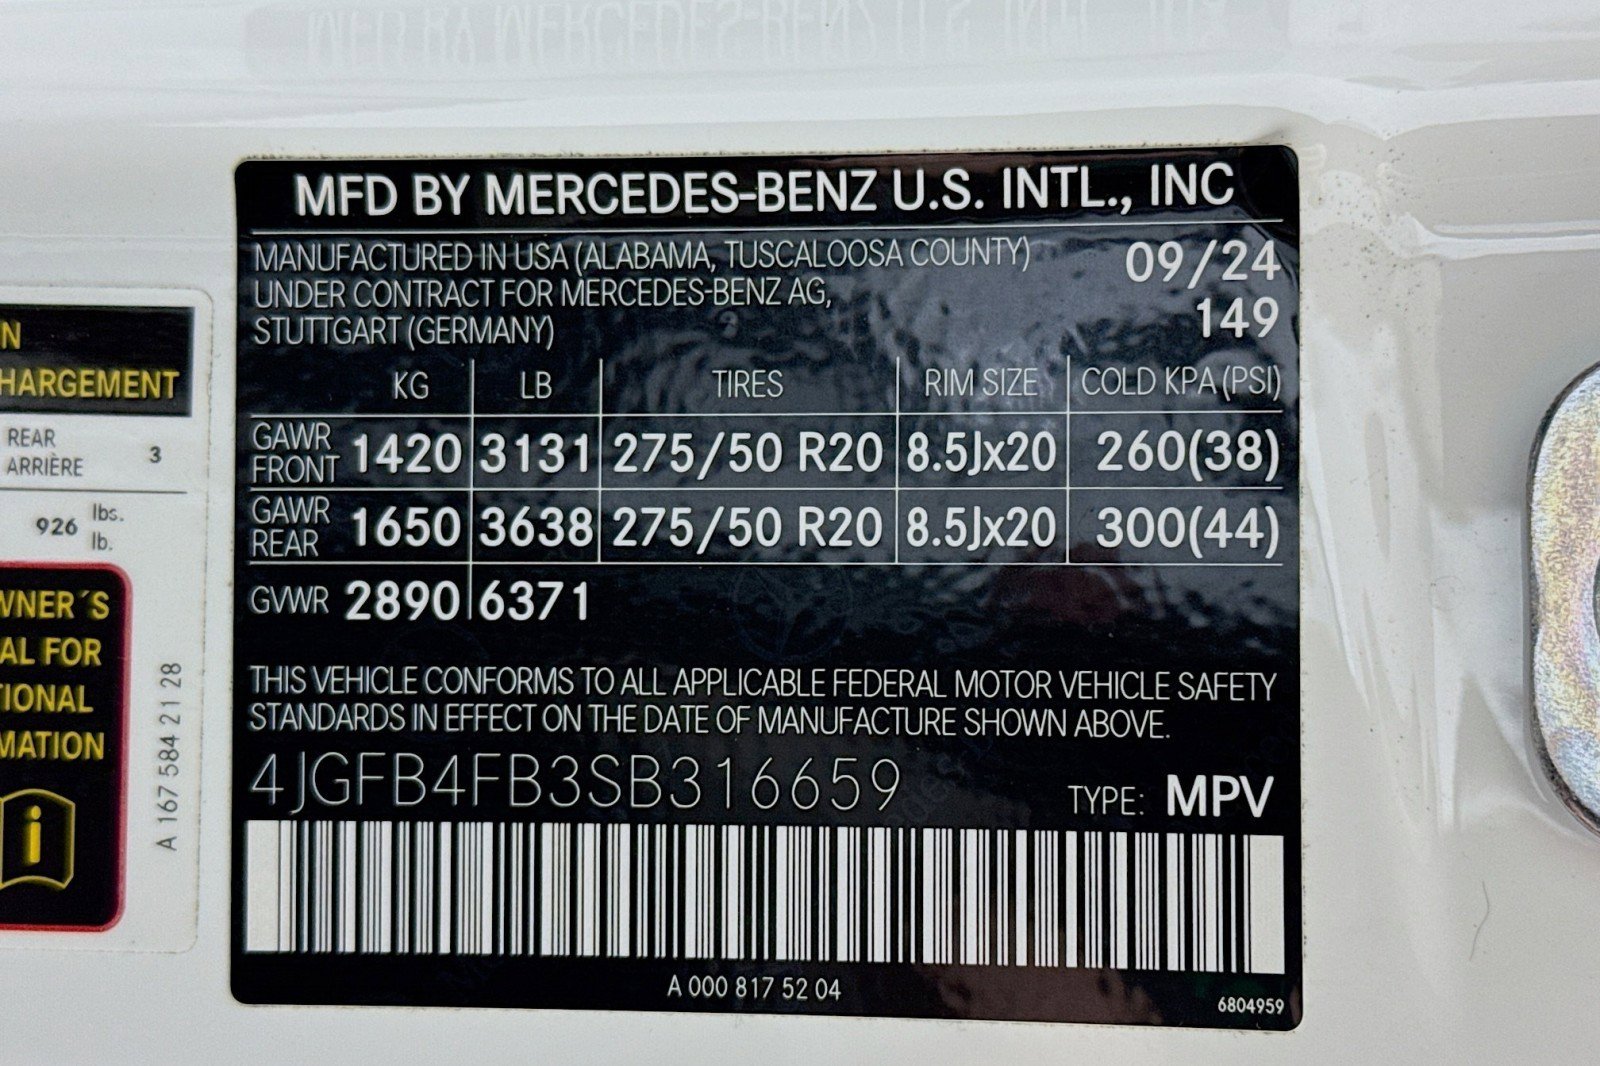 MFD BY MERCEDES-BENZ U.S. INTL., INC
MANUFACTURED IN USA (ALABAMA, TUSCALOOSA COUNTY)
UNDER CONTRACT FOR MERCEDES-BENZ AG,
STUTTGART (GERMANY)
09/24
149
KG LB TIRES RIM SIZE COLD KPA (PSI)
GAWR FRONT 1420 3131 275/50 R20 8.5Jx20 260(38)
GAWR REAR 1650 3638 275/50 R20 8.5Jx20 300(44)
GVWR 2890 6371
THIS VEHICLE CONFORMS TO ALL APPLICABLE FEDERAL MOTOR VEHICLE SAFETY
STANDARDS IN EFFECT ON THE DATE OF MANUFACTURE SHOWN ABOVE.
4JGFB4FB3SB316659
TYPE: MPV
A 000 817 52 04
6804959
N
HARGEMENT
REAR
ARRIÈRE 3
926 lbs.
lb.
WNER´S
AL FOR
TIONAL
MATION
i
A 167 584 21 28